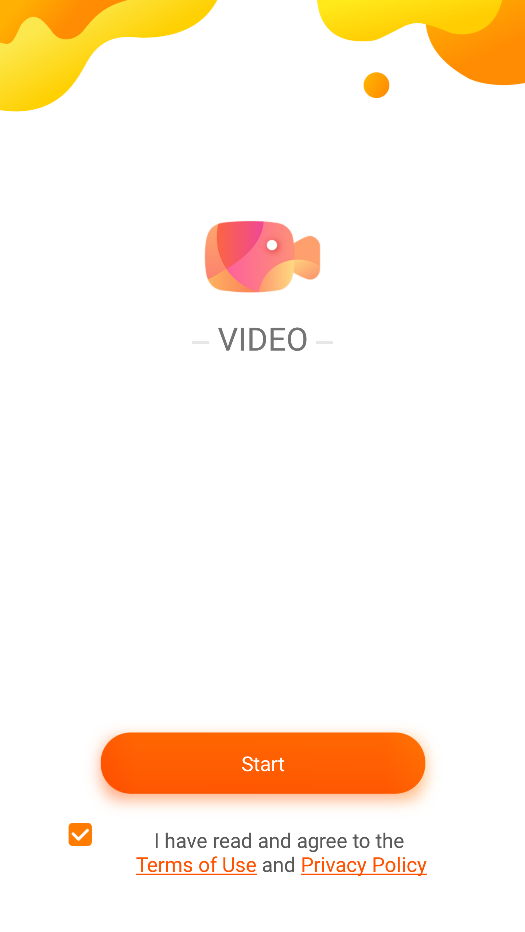 VIDEO
Start
I have read and agree to the
Terms of Use and Privacy Policy